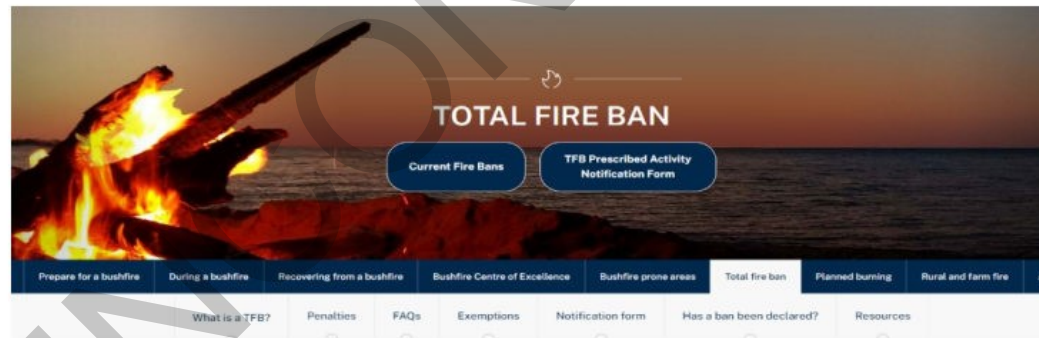 TOTAL FIRE BAN
Current Fire Bans
TFB Prescribed Activity
Notification Form
Prepare for a bushfire
During a bushfire
Recovering from a bushfire
Bushfire Centre of Excellence
Bushfire prone areas
Total fire ban
Planned burning
Rural and farm fire
What is a TFB?
Penalties
FAQs
Exemptions
Notification form
Has a ban been declared?
Resources